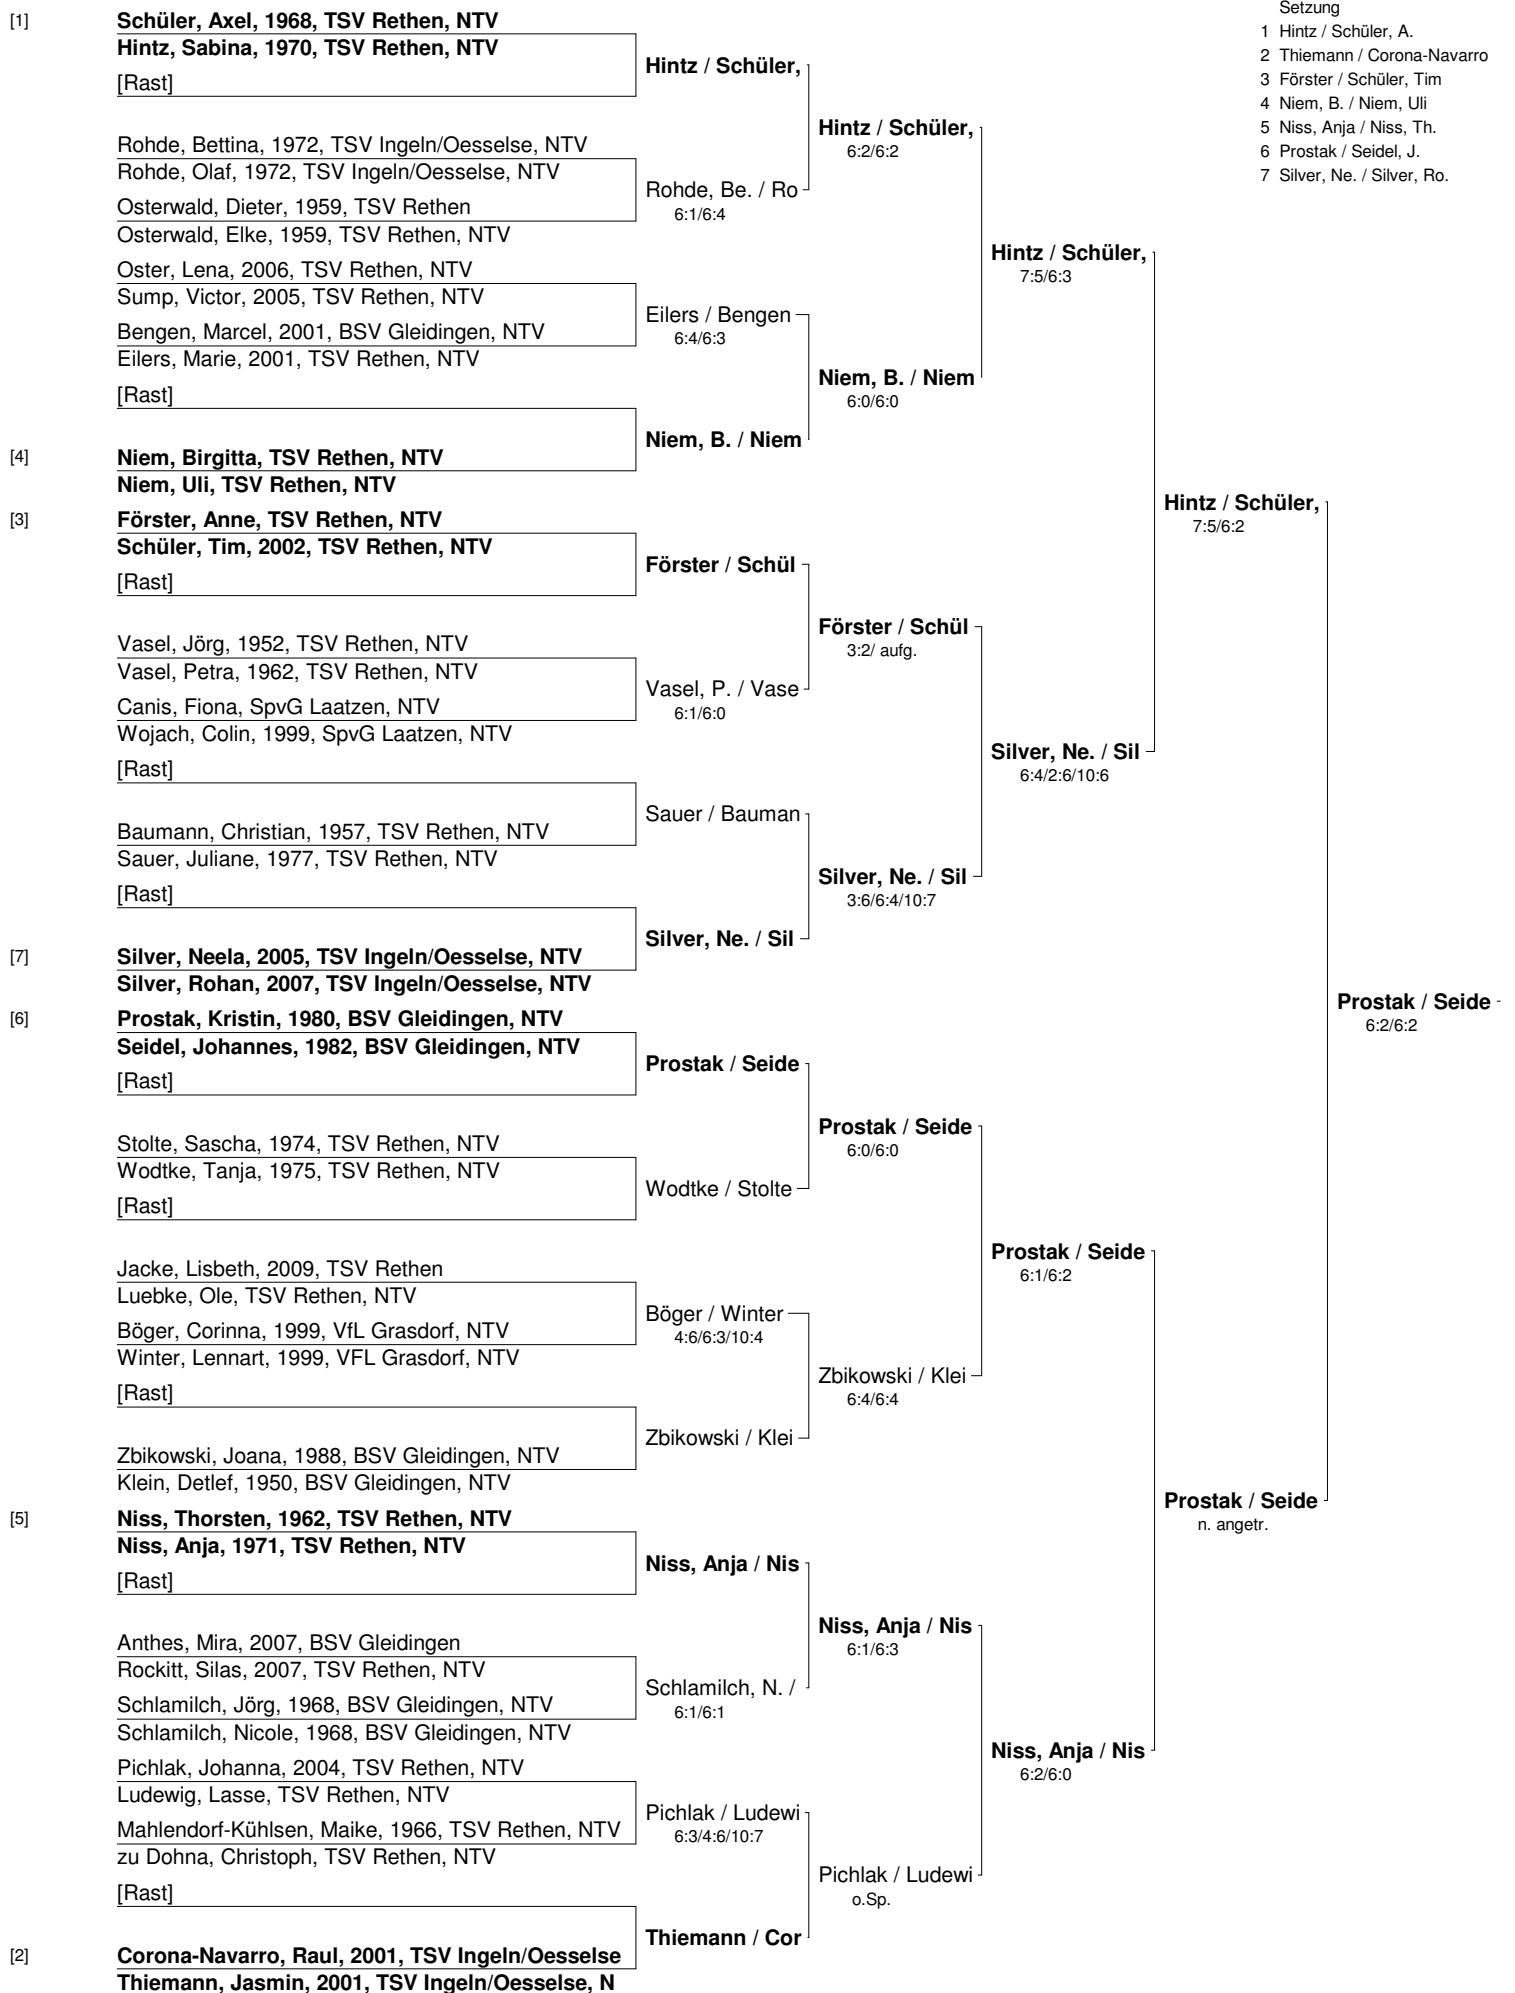 Setzung
1 Hintz / Schüler, A.
2 Thiemann / Corona-Navarro
3 Förster / Schüler, Tim
4 Niem, B. / Niem, Uli
5 Niss, Anja / Niss, Th.
6 Prostak / Seidel, J.
7 Silver, Ne. / Silver, Ro.
[1] Schüler, Axel, 1968, TSV Rethen, NTV
Hintz, Sabina, 1970, TSV Rethen, NTV
[Rast]
Rohde, Bettina, 1972, TSV Ingeln/Oesselse, NTV
Rohde, Olaf, 1972, TSV Ingeln/Oesselse, NTV
Osterwald, Dieter, 1959, TSV Rethen
Osterwald, Elke, 1959, TSV Rethen, NTV
Oster, Lena, 2006, TSV Rethen, NTV
Sump, Victor, 2005, TSV Rethen, NTV
Bengen, Marcel, 2001, BSV Gleidingen, NTV
Eilers, Marie, 2001, TSV Rethen, NTV
[Rast]
[4] Niem, Birgitta, TSV Rethen, NTV
Niem, Uli, TSV Rethen, NTV
[3] Förster, Anne, TSV Rethen, NTV
Schüler, Tim, 2002, TSV Rethen, NTV
[Rast]
Vasel, Jörg, 1952, TSV Rethen, NTV
Vasel, Petra, 1962, TSV Rethen, NTV
Canis, Fiona, SpvG Laatzen, NTV
Wojach, Colin, 1999, SpvG Laatzen, NTV
[Rast]
Baumann, Christian, 1957, TSV Rethen, NTV
Sauer, Juliane, 1977, TSV Rethen, NTV
[Rast]
[7] Silver, Neela, 2005, TSV Ingeln/Oesselse, NTV
Silver, Rohan, 2007, TSV Ingeln/Oesselse, NTV
[6] Prostak, Kristin, 1980, BSV Gleidingen, NTV
Seidel, Johannes, 1982, BSV Gleidingen, NTV
[Rast]
Stolte, Sascha, 1974, TSV Rethen, NTV
Wodtke, Tanja, 1975, TSV Rethen, NTV
[Rast]
Jacke, Lisbeth, 2009, TSV Rethen
Luebke, Ole, TSV Rethen, NTV
Böger, Corinna, 1999, VfL Grasdorf, NTV
Winter, Lennart, 1999, VFL Grasdorf, NTV
[Rast]
Zbikowski, Joana, 1988, BSV Gleidingen, NTV
Klein, Detlef, 1950, BSV Gleidingen, NTV
[5] Niss, Thorsten, 1962, TSV Rethen, NTV
Niss, Anja, 1971, TSV Rethen, NTV
[Rast]
Anthes, Mira, 2007, BSV Gleidingen
Rockitt, Silas, 2007, TSV Rethen, NTV
Schlamilch, Jörg, 1968, BSV Gleidingen, NTV
Schlamilch, Nicole, 1968, BSV Gleidingen, NTV
Pichlak, Johanna, 2004, TSV Rethen, NTV
Ludewig, Lasse, TSV Rethen, NTV
Mahlendorf-Kühlsen, Maike, 1966, TSV Rethen, NTV
zu Dohna, Christoph, TSV Rethen, NTV
[Rast]
[2] Corona-Navarro, Raul, 2001, TSV Ingeln/Oesselse
Thiemann, Jasmin, 2001, TSV Ingeln/Oesselse, N
Hintz / Schüler,
Rohde, Be. / Ro
6:1/6:4
Eilers / Bengen
6:4/6:3
Niem, B. / Niem
Förster / Schül
Vasel, P. / Vase
6:1/6:0
Sauer / Bauman
Silver, Ne. / Sil
Prostak / Seide
Wodtke / Stolte
Böger / Winter
4:6/6:3/10:4
Zbikowski / Klei
Niss, Anja / Nis
Schlamilch, N. /
6:1/6:1
Pichlak / Ludewi
6:3/4:6/10:7
Thiemann / Cor
Hintz / Schüler,
6:2/6:2
Niem, B. / Niem
6:0/6:0
Förster / Schül
3:2/ aufg.
Silver, Ne. / Sil
3:6/6:4/10:7
Prostak / Seide
6:0/6:0
Zbikowski / Klei
6:4/6:4
Niss, Anja / Nis
6:1/6:3
Pichlak / Ludewi
o.Sp.
Hintz / Schüler,
7:5/6:3
Silver, Ne. / Sil
6:4/2:6/10:6
Prostak / Seide
6:1/6:2
Niss, Anja / Nis
6:2/6:0
Hintz / Schüler,
7:5/6:2
Prostak / Seide
n. angetr.
Prostak / Seide
6:2/6:2